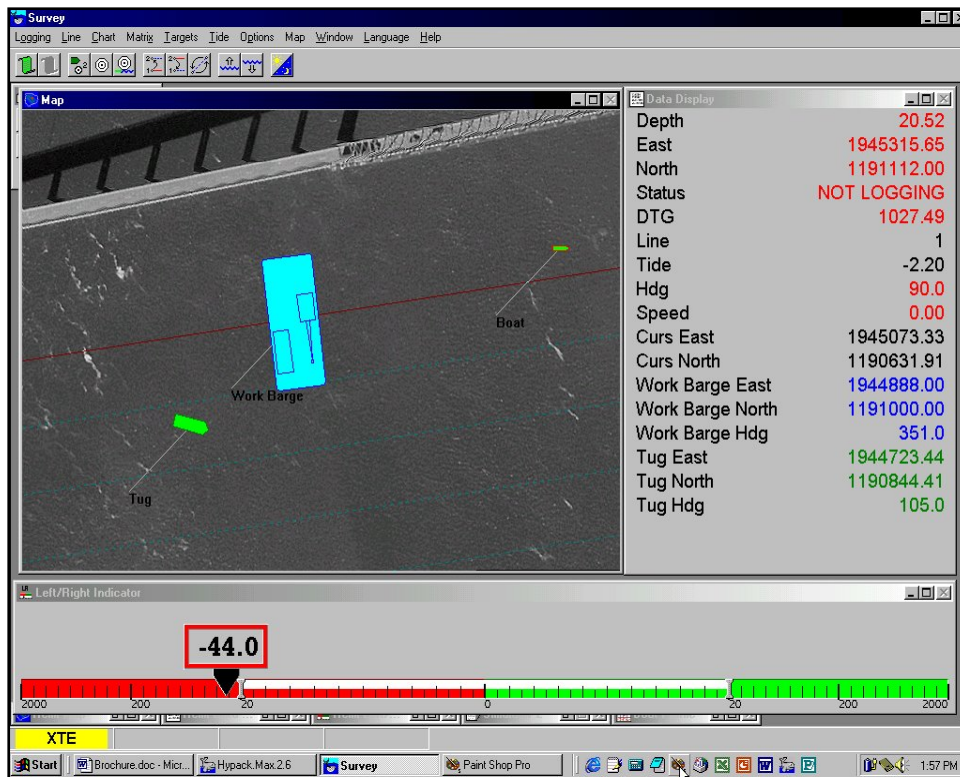 Survey
Logging Line Chart Matrix Targets Tide Options Map Window Language Help
Map
Boat
Work Barge
Tug
Data Display
Depth 20.52
East 1945315.65
North 1191112.00
Status NOT LOGGING
DTG 1027.49
Line 1
Tide -2.20
Hdg 90.0
Speed 0.00
Curs East 1945073.33
Curs North 1190631.91
Work Barge East 1944888.00
Work Barge North 1191000.00
Work Barge Hdg 351.0
Tug East 1944723.44
Tug North 1190844.41
Tug Hdg 105.0
Left/Right Indicator
-44.0
2000 200 20 0 20 200 2000
XTE
Start Brochure.doc - Micr... Hypack.Max.2.6 Survey Paint Shop Pro 1:57 PM